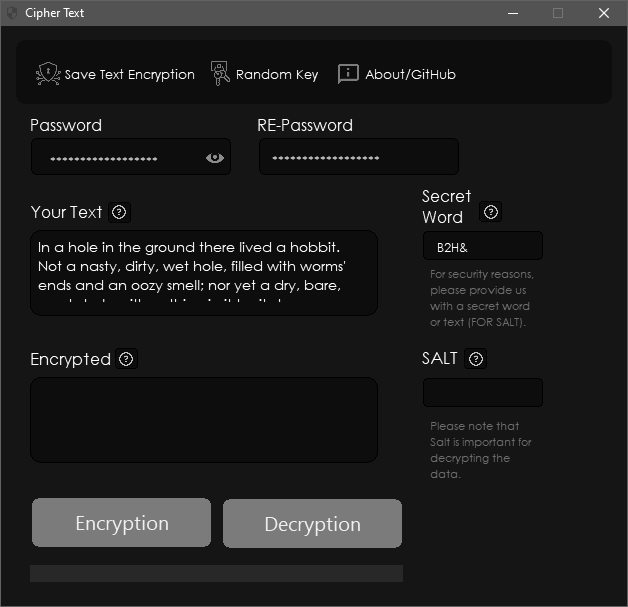 Cipher Text
Save Text Encryption
Random Key
About/GitHub
Password
RE-Password
******************
******************
Your Text
Secret
Word
In a hole in the ground there lived a hobbit.
Not a nasty, dirty, wet hole, filled with worms'
ends and an oozy smell; nor yet a dry, bare,
B2H&
For security reasons,
please provide us
with a secret word
or text (FOR SALT).
Encrypted
SALT
Please note that
Salt is important for
decrypting the
data.
Encryption
Decryption